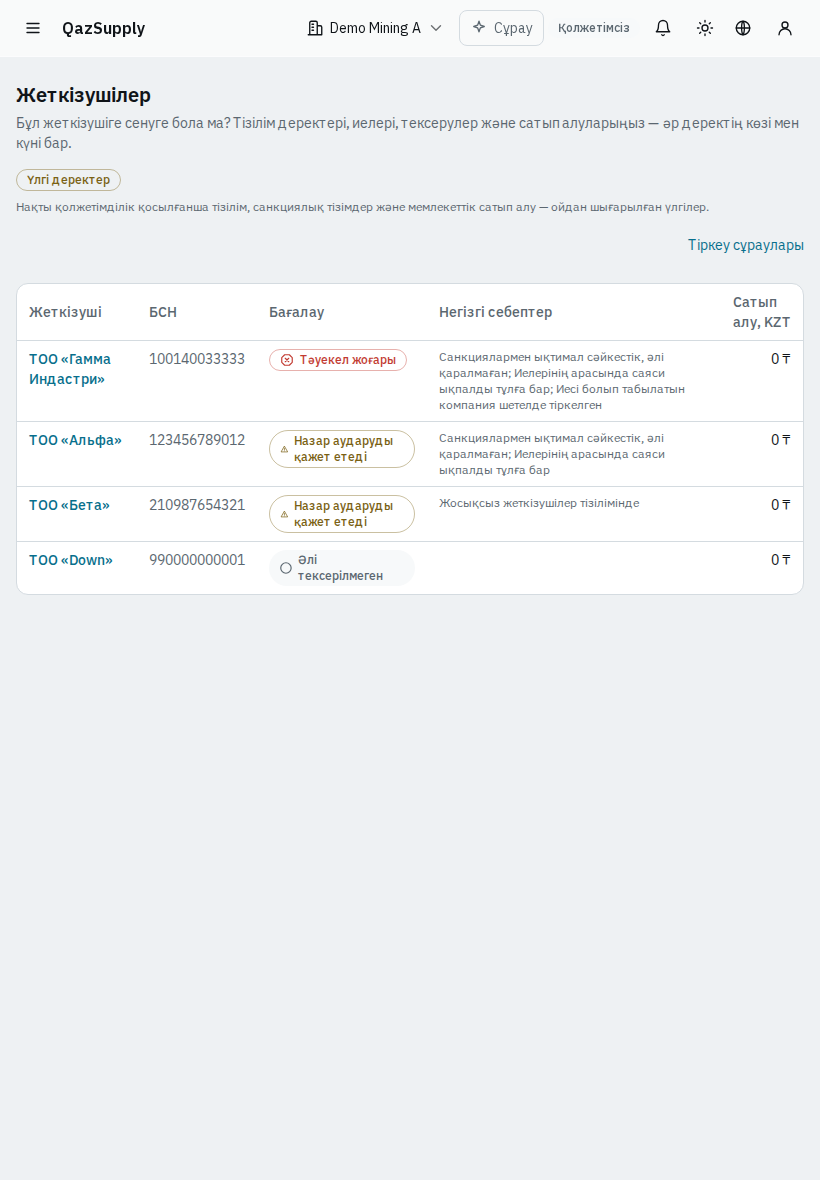 QazSupply
Demo Mining A
Сұрау
Қолжетімсіз
Жеткізушілер
Бұл жеткізушіге сенуге бола ма? Тізілім деректері, иелері, тексерулер және сатып алуларыңыз — әр деректің көзі мен
күні бар.
Үлгі деректер
Нақты қолжетімділік қосылғанша тізілім, санкциялық тізімдер және мемлекеттік сатып алу — ойдан шығарылған үлгілер.
Тіркеу сұраулары
Жеткізуші БСН Бағалау Негізгі себептер Сатып
алу, KZT
ТОО «Гамма
Индастри»
100140033333
Тәуекел жоғары
Санкциялармен ықтимал сәйкестік, әлі
қаралмаған; Иелерінің арасында саяси
ықпалды тұлға бар; Иесі болып табылатын
компания шетелде тіркелген
0 ₸
ТОО «Альфа»
123456789012
Назар аударуды
қажет етеді
Санкциялармен ықтимал сәйкестік, әлі
қаралмаған; Иелерінің арасында саяси
ықпалды тұлға бар
0 ₸
ТОО «Бета»
210987654321
Назар аударуды
қажет етеді
Жосықсыз жеткізушілер тізілімінде
0 ₸
ТОО «Down»
990000000001
Әлі
тексерілмеген
0 ₸